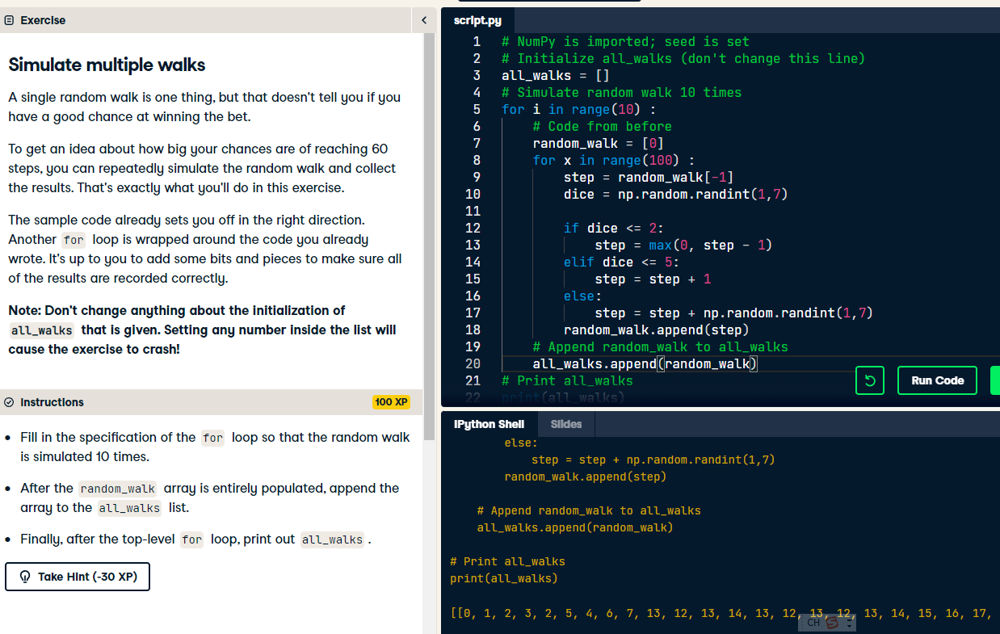 Exercise
Simulate multiple walks
A single random walk is one thing, but that doesn't tell you if you
have a good chance at winning the bet.
To get an idea about how big your chances are of reaching 60
steps, you can repeatedly simulate the random walk and collect
the results. That's exactly what you'll do in this exercise.
The sample code already sets you off in the right direction.
Another for loop is wrapped around the code you already
wrote. It's up to you to add some bits and pieces to make sure all
of the results are recorded correctly.
Note: Don't change anything about the initialization of
all_walks that is given. Setting any number inside the list will
cause the exercise to crash!
Instructions
100 XP
Fill in the specification of the for loop so that the random walk
is simulated 10 times.
After the random_walk array is entirely populated, append the
array to the all_walks list.
Finally, after the top-level for loop, print out all_walks .
Take Hint (-30 XP)
script.py
1 # NumPy is imported; seed is set
2 # Initialize all_walks (don't change this line)
3 all_walks = []
4 # Simulate random walk 10 times
5 for i in range(10) :
6     # Code from before
7     random_walk = [0]
8     for x in range(100) :
9         step = random_walk[-1]
10         dice = np.random.randint(1,7)
11
12         if dice <= 2:
13             step = max(0, step - 1)
14         elif dice <= 5:
15             step = step + 1
16         else:
17             step = step + np.random.randint(1,7)
18         random_walk.append(step)
19     # Append random_walk to all_walks
20     all_walks.append(random_walk)
21 # Print all_walks
22 print(all_walks)
Run Code
IPython Shell
Slides
        else:
            step = step + np.random.randint(1,7)
        random_walk.append(step)
    # Append random_walk to all_walks
    all_walks.append(random_walk)
# Print all_walks
print(all_walks)
[[0, 1, 2, 3, 2, 5, 4, 6, 7, 13, 12, 13, 14, 13, 12, 13, 12, 13, 14, 15, 16, 17,
CH